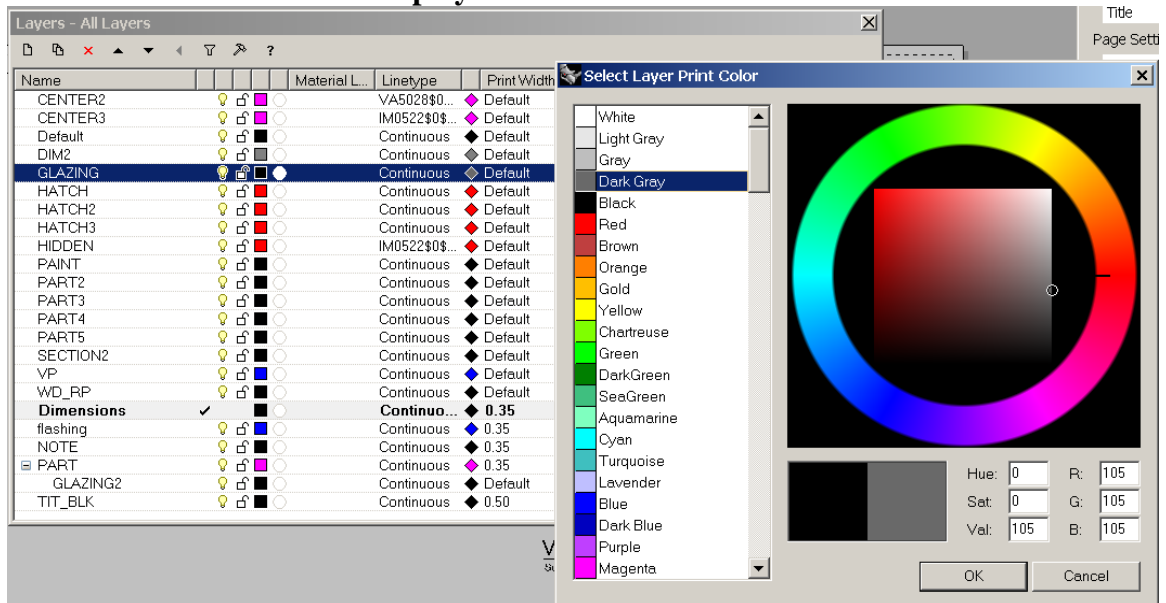 Layers - All Layers
?
Name Material L... Linetype Print Width
CENTER2 VA5028$0... Default
CENTER3 IM0522$0$... Default
Default Continuous Default
DIM2 Continuous Default
GLAZING Continuous Default
HATCH Continuous Default
HATCH2 Continuous Default
HATCH3 Continuous Default
HIDDEN IM0522$0$... Default
PAINT Continuous Default
PART2 Continuous Default
PART3 Continuous Default
PART4 Continuous Default
PART5 Continuous Default
SECTION2 Continuous Default
VP Continuous Default
WD_RP Continuous Default
Dimensions Continuo... 0.35
flashing Continuous 0.35
NOTE Continuous 0.35
PART Continuous 0.35
GLAZING2 Continuous Default
TIT_BLK Continuous 0.50
Title
Page Setti
Select Layer Print Color
White
Light Gray
Gray
Dark Gray
Black
Red
Brown
Orange
Gold
Yellow
Chartreuse
Green
DarkGreen
SeaGreen
Aquamarine
Cyan
Turquoise
Lavender
Blue
Dark Blue
Purple
Magenta
Hue: 0 R: 105
Sat: 0 G: 105
Val: 105 B: 105
OK Cancel